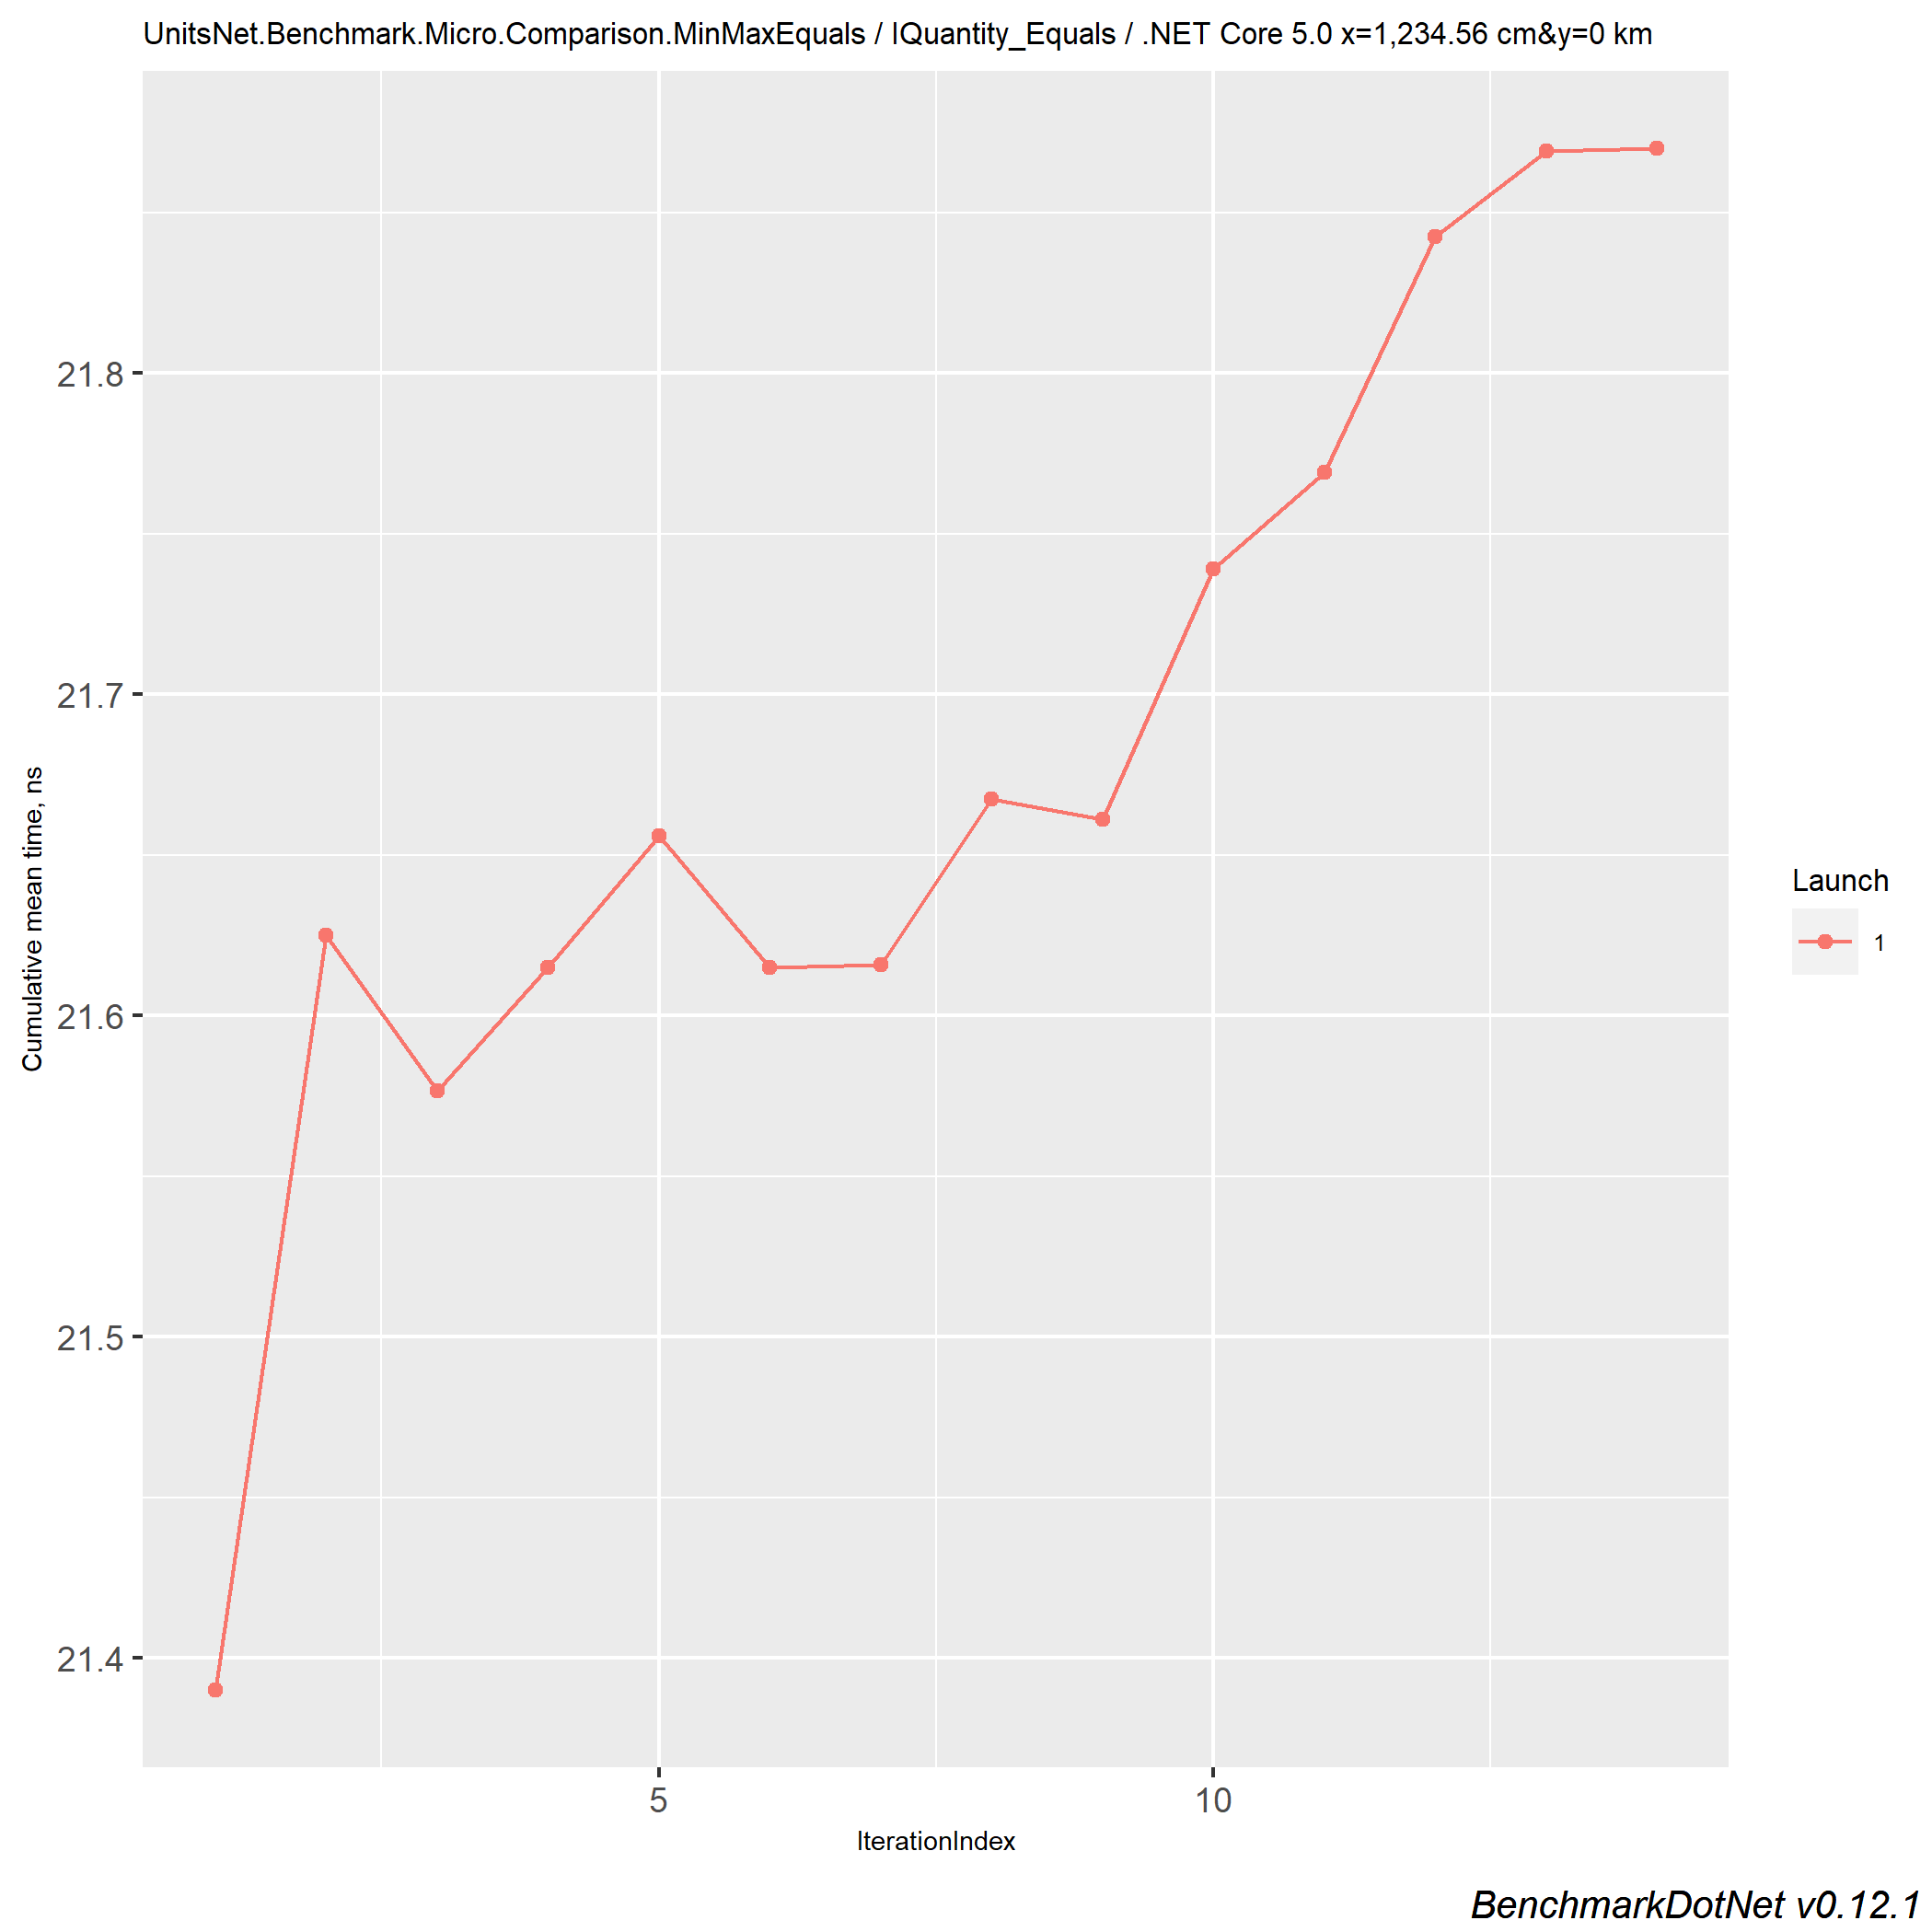 UnitsNet.Benchmark.Micro.Comparison.MinMaxEquals / IQuantity_Equals / .NET Core 5.0 x=1,234.56 cm&y=0 km
21.8
21.7
21.6
21.5
21.4
Cumulative mean time, ns
5
10
IterationIndex
Launch
1
BenchmarkDotNet v0.12.1